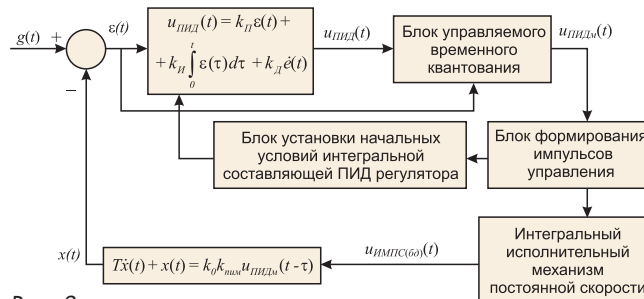 g(t)
+
−
ε(t)
u_ПИД(t) = k_П ε(t) +
+ k_И ∫₀ᵗ ε(τ)dτ + k_Д ė(t)
u_ПИД(t)
Блок управляемого
временного
квантования
u_ПИДм(t)
Блок установки начальных
условий интегральной
составляющей ПИД регулятора
Блок формирования
импульсов
управления
x(t)
Tẋ(t) + x(t) = k₀k_пим u_ПИДм(t - τ)
u_ИМПС(бд)(t)
Интегральный
исполнительный
механизм
постоянной скорости